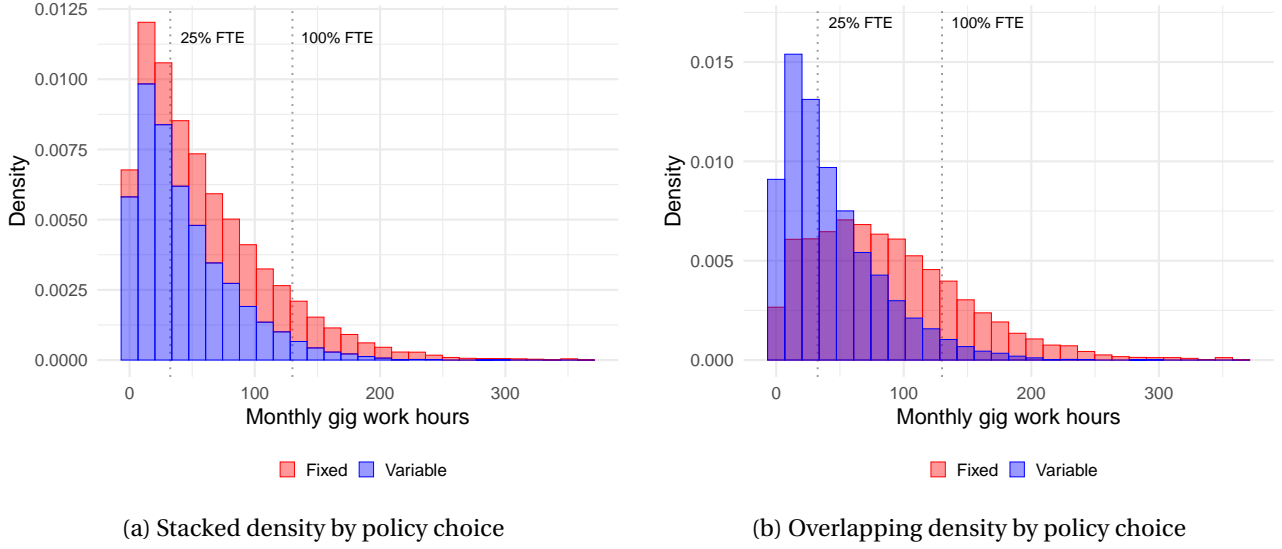 0.0125
0.0100
0.0075
0.0050
0.0025
0.0000
Density
25% FTE
100% FTE
0
100
200
300
Monthly gig work hours
Fixed
Variable
(a) Stacked density by policy choice
0.015
0.010
0.005
0.000
Density
25% FTE
100% FTE
0
100
200
300
Monthly gig work hours
Fixed
Variable
(b) Overlapping density by policy choice